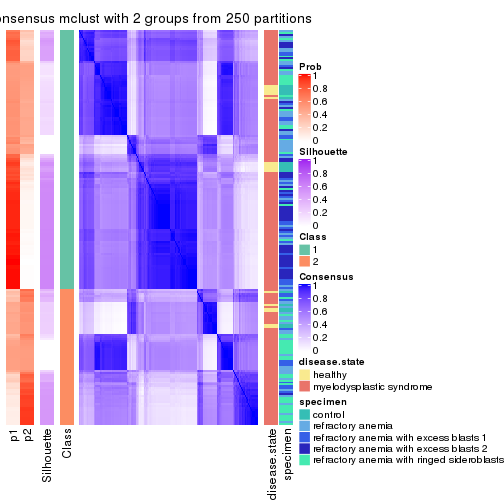 onsensus mclust with 2 groups from 250 partitions
Prob
1
0.8
0.6
0.4
0.2
0
Silhouette
1
0.8
0.6
0.4
0.2
0
Class
1
2
Consensus
1
0.8
0.6
0.4
0.2
0
disease.state
healthy
myelodysplastic syndrome
specimen
control
refractory anemia
refractory anemia with excess blasts 1
refractory anemia with excess blasts 2
refractory anemia with ringed sideroblasts
p1
p2
Silhouette
Class
disease.state
specimen